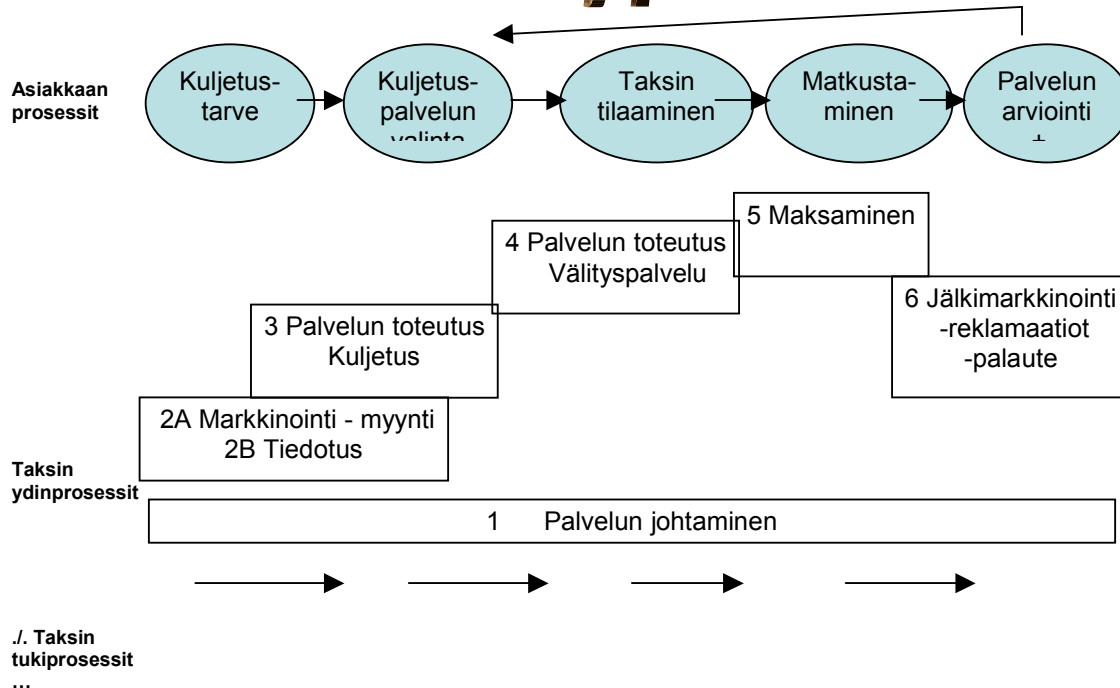 Asiakkaan
prosessit
Kuljetus-
tarve
Kuljetus-
palvelun
valinta
Taksin
tilaaminen
Matkusta-
minen
Palvelun
arviointi
+
5 Maksaminen
4 Palvelun toteutus
Välityspalvelu
6 Jälkimarkkinointi
-reklamaatiot
-palaute
3 Palvelun toteutus
Kuljetus
2A Markkinointi - myynti
2B Tiedotus
Taksin
ydinprosessit
1 Palvelun johtaminen
./. Taksin
tukiprosessit
...